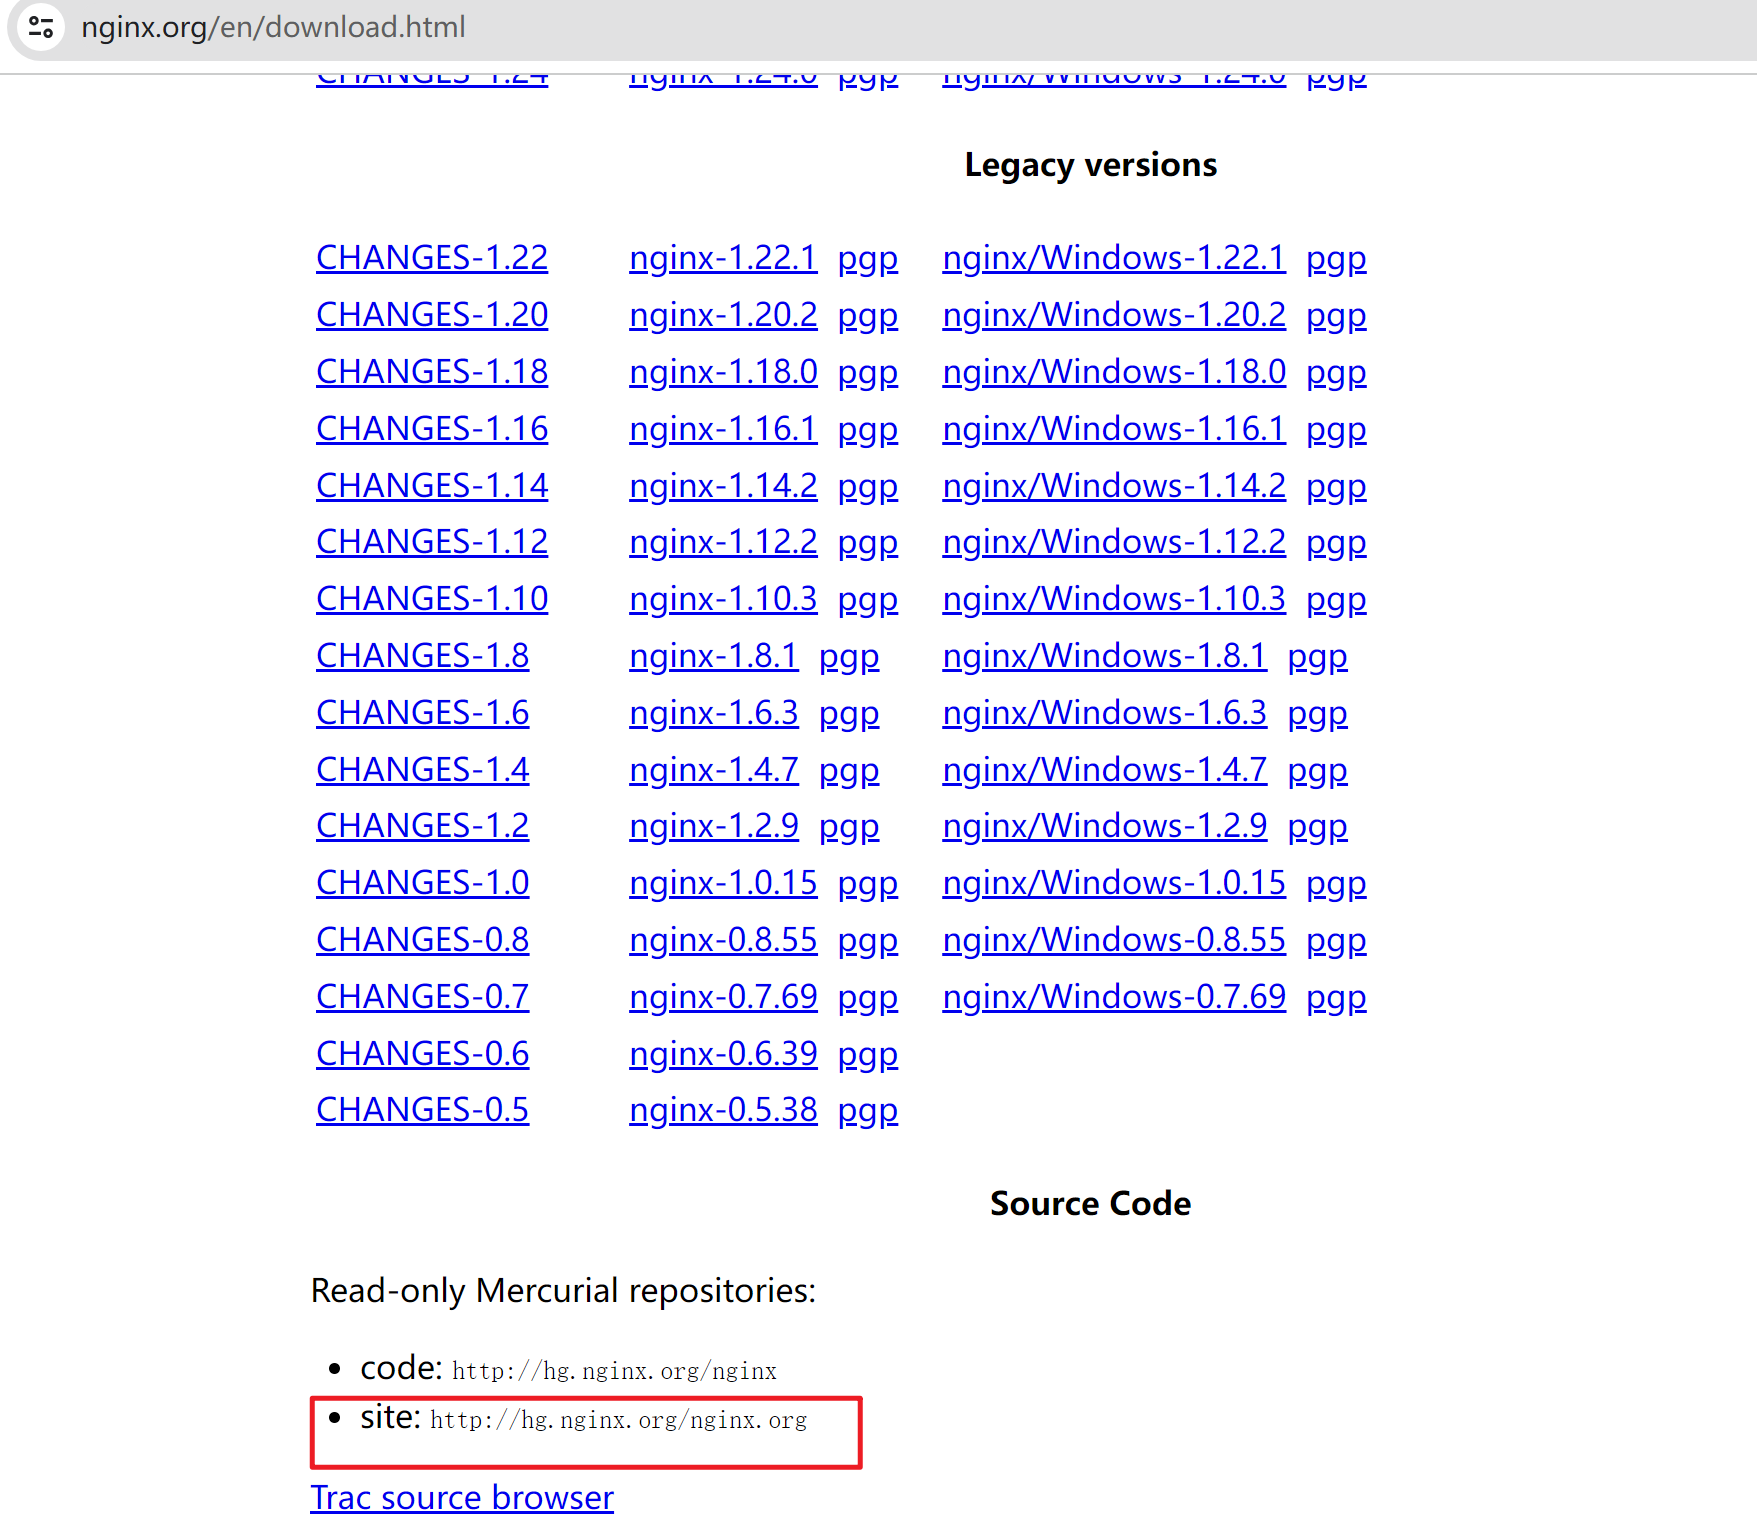 nginx.org/en/download.html
CHANGES-1.24 nginx-1.24.0 pgp nginx/Windows-1.24.0 pgp
Legacy versions
CHANGES-1.22 nginx-1.22.1 pgp nginx/Windows-1.22.1 pgp
CHANGES-1.20 nginx-1.20.2 pgp nginx/Windows-1.20.2 pgp
CHANGES-1.18 nginx-1.18.0 pgp nginx/Windows-1.18.0 pgp
CHANGES-1.16 nginx-1.16.1 pgp nginx/Windows-1.16.1 pgp
CHANGES-1.14 nginx-1.14.2 pgp nginx/Windows-1.14.2 pgp
CHANGES-1.12 nginx-1.12.2 pgp nginx/Windows-1.12.2 pgp
CHANGES-1.10 nginx-1.10.3 pgp nginx/Windows-1.10.3 pgp
CHANGES-1.8 nginx-1.8.1 pgp nginx/Windows-1.8.1 pgp
CHANGES-1.6 nginx-1.6.3 pgp nginx/Windows-1.6.3 pgp
CHANGES-1.4 nginx-1.4.7 pgp nginx/Windows-1.4.7 pgp
CHANGES-1.2 nginx-1.2.9 pgp nginx/Windows-1.2.9 pgp
CHANGES-1.0 nginx-1.0.15 pgp nginx/Windows-1.0.15 pgp
CHANGES-0.8 nginx-0.8.55 pgp nginx/Windows-0.8.55 pgp
CHANGES-0.7 nginx-0.7.69 pgp nginx/Windows-0.7.69 pgp
CHANGES-0.6 nginx-0.6.39 pgp
CHANGES-0.5 nginx-0.5.38 pgp
Source Code
Read-only Mercurial repositories:
• code: http://hg.nginx.org/nginx
• site: http://hg.nginx.org/nginx.org
Trac source browser